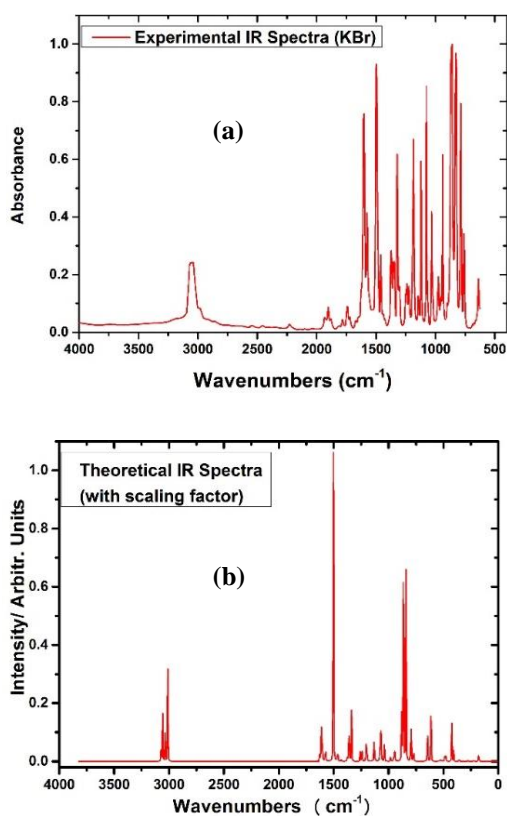 Experimental IR Spectra (KBr)
(a)
Absorbance
1.0
0.8
0.6
0.4
0.2
0.0
4000 3500 3000 2500 2000 1500 1000 500
Wavenumbers (cm-1)
Theoretical IR Spectra
(with scaling factor)
(b)
Intensity/ Arbitr. Units
1.0
0.8
0.6
0.4
0.2
0.0
4000 3500 3000 2500 2000 1500 1000 500 0
Wavenumbers ( cm-1)